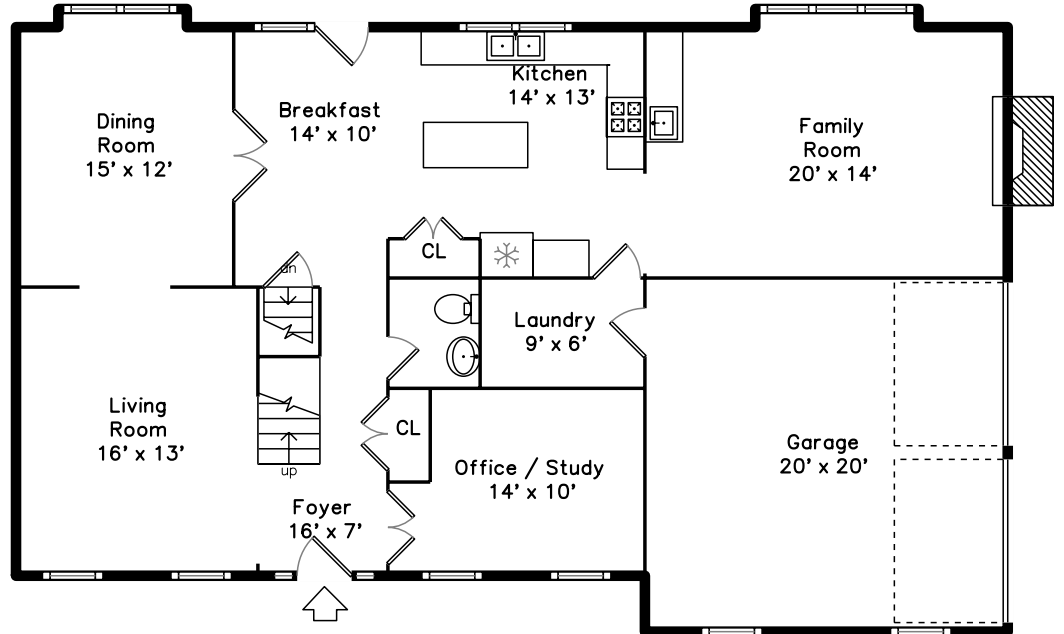 Kitchen
14' x 13'
Breakfast
14' x 10'
Dining
Room
15' x 12'
Family
Room
20' x 14'
CL
dn
Laundry
9' x 6'
Living
Room
16' x 13'
CL
Garage
20' x 20'
up
Office / Study
14' x 10'
Foyer
16' x 7'